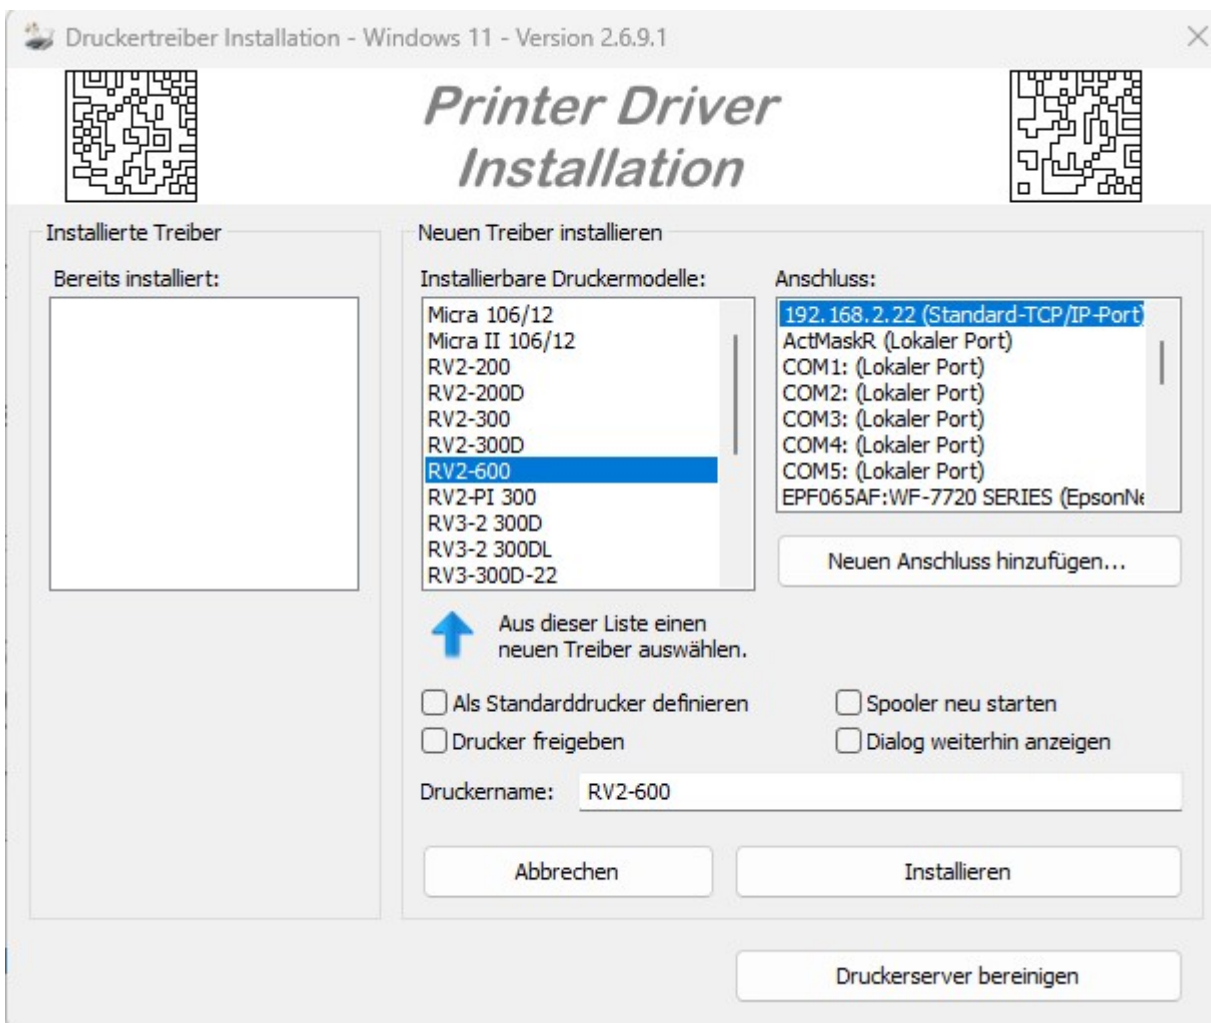 Druckertreiber Installation - Windows 11 - Version 2.6.9.1
Printer Driver
Installation
Installierte Treiber
Bereits installiert:
Neuen Treiber installieren
Installierbare Druckermodelle:
Micra 106/12
Micra II 106/12
RV2-200
RV2-200D
RV2-300
RV2-300D
RV2-600
RV2-PI 300
RV3-2 300D
RV3-2 300DL
RV3-300D-22
Anschluss:
192.168.2.22 (Standard-TCP/IP-Port)
ActMaskR (Lokaler Port)
COM1: (Lokaler Port)
COM2: (Lokaler Port)
COM3: (Lokaler Port)
COM4: (Lokaler Port)
COM5: (Lokaler Port)
EPF065AF:WF-7720 SERIES (EpsonNe
Neuen Anschluss hinzufügen...
Aus dieser Liste einen
neuen Treiber auswählen.
Als Standarddrucker definieren
Spooler neu starten
Drucker freigeben
Dialog weiterhin anzeigen
Druckername: RV2-600
Abbrechen
Installieren
Druckerserver bereinigen